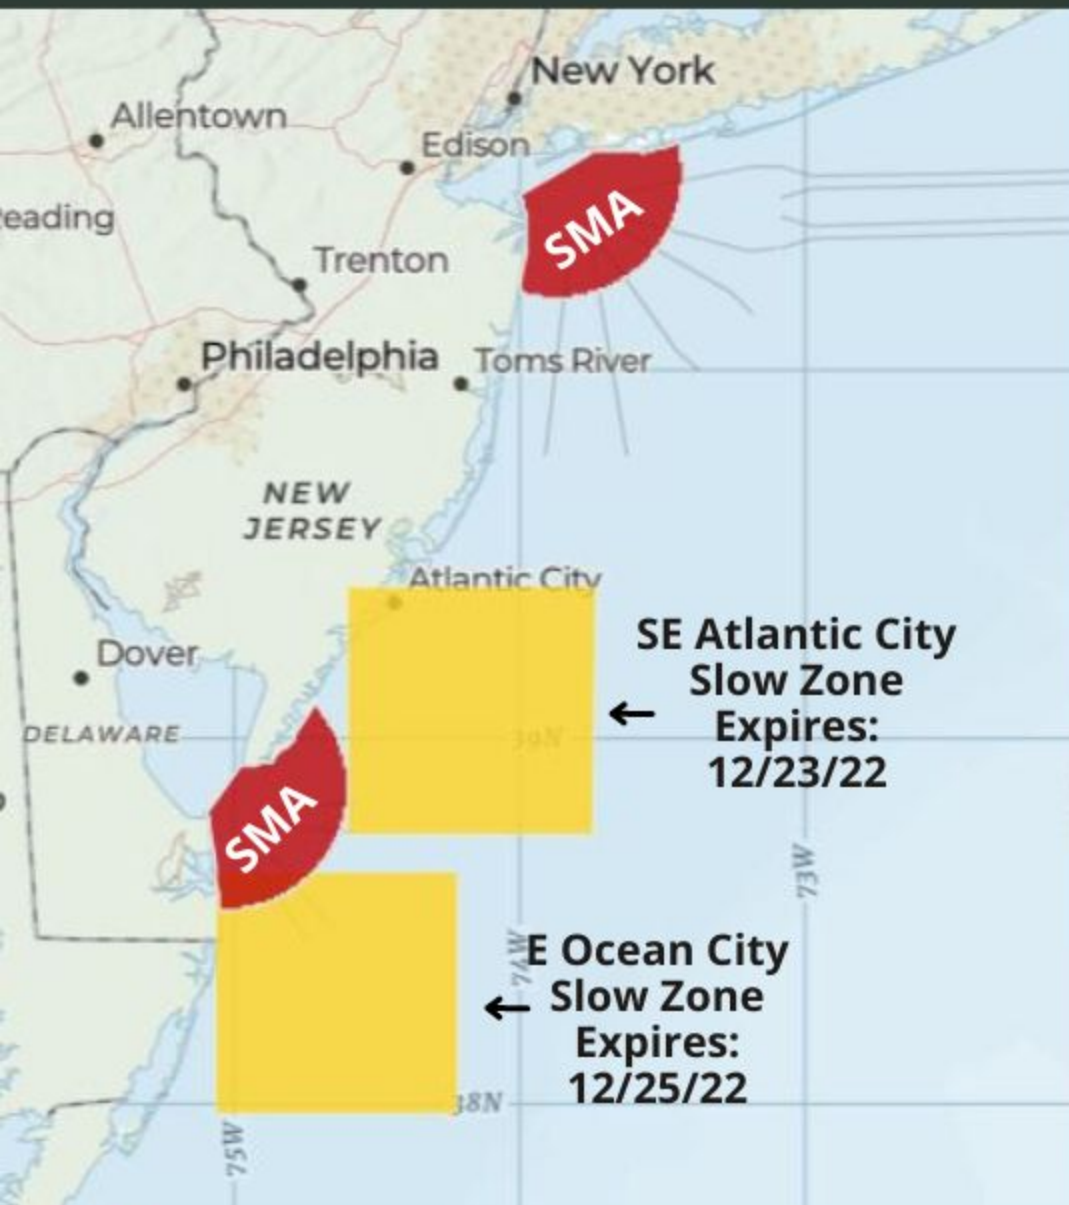 New York
Allentown
Edison
eading
SMA
Trenton
Philadelphia
Toms River
NEW
JERSEY
Atlantic City
SE Atlantic City
Slow Zone
Expires:
12/23/22
Dover
DELAWARE
39N
SMA
73W
E Ocean City
Slow Zone
Expires:
12/25/22
74W
38N
75W